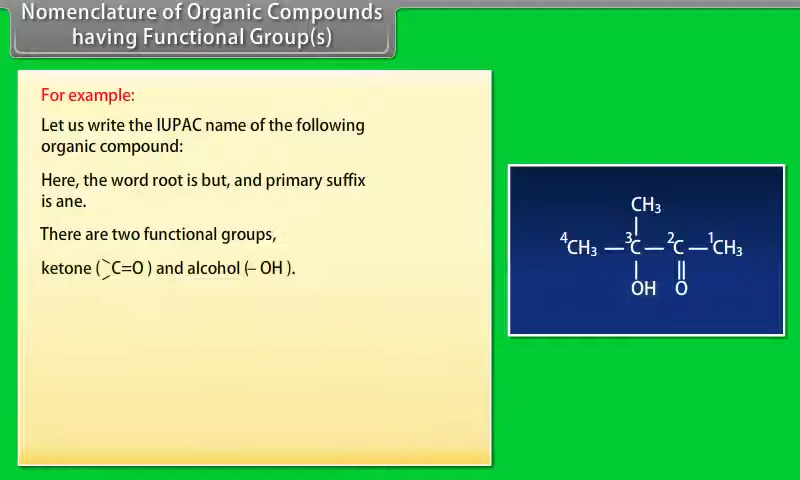 Nomenclature of Organic Compounds
having Functional Group(s)
For example:
Let us write the IUPAC name of the following
organic compound:
Here, the word root is but, and primary suffix
is ane.
There are two functional groups,
ketone (>C=O ) and alcohol (– OH ).
CH₃
⁴CH₃ — ³C — ²C — ¹CH₃
OH O